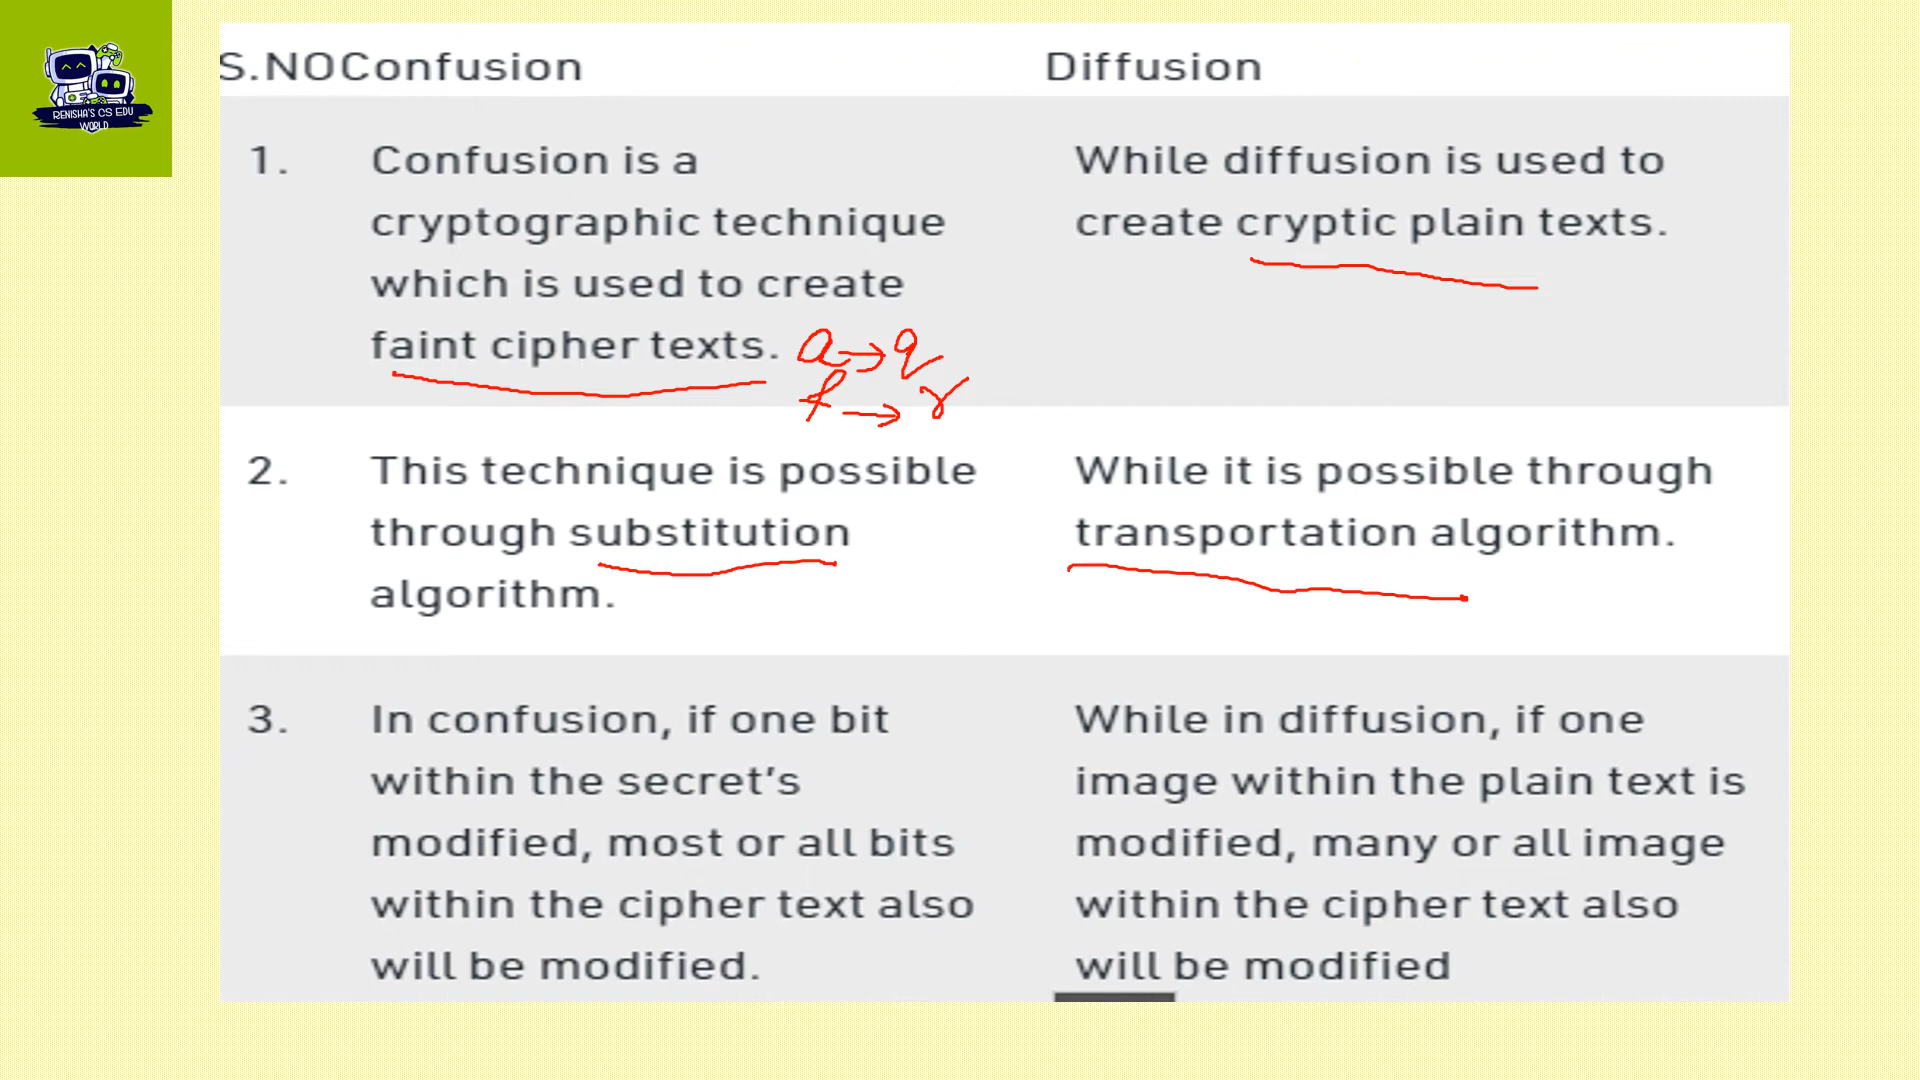 RENISHA'S CS EDU
WORLD
S.NO Confusion Diffusion
1. Confusion is a
cryptographic technique
which is used to create
faint cipher texts.
While diffusion is used to
create cryptic plain texts.
a → q
f → r
2. This technique is possible
through substitution
algorithm.
While it is possible through
transportation algorithm.
3. In confusion, if one bit
within the secret's
modified, most or all bits
within the cipher text also
will be modified.
While in diffusion, if one
image within the plain text is
modified, many or all image
within the cipher text also
will be modified